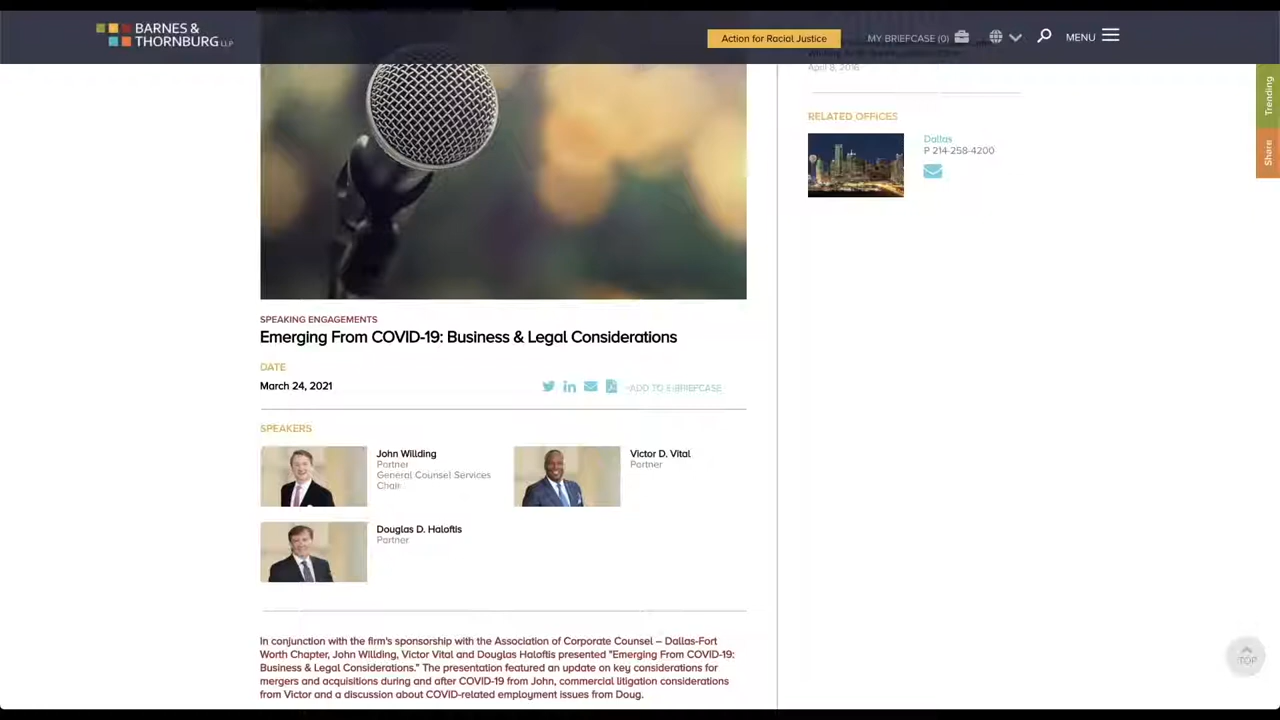 BARNES &
THORNBURG LLP
Action for Racial Justice
MY BRIEFCASE (0)
MENU
April 8, 2016
Trending
Share
RELATED OFFICES
Dallas
P 214-258-4200
SPEAKING ENGAGEMENTS
Emerging From COVID-19: Business & Legal Considerations
DATE
March 24, 2021
ADD TO E-BRIEFCASE
SPEAKERS
John Willding
Partner
General Counsel Services
Chair
Victor D. Vital
Partner
Douglas D. Haloftis
Partner
In conjunction with the firm's sponsorship with the Association of Corporate Counsel – Dallas-Fort
Worth Chapter, John Willding, Victor Vital and Douglas Haloftis presented "Emerging From COVID-19:
Business & Legal Considerations." The presentation featured an update on key considerations for
mergers and acquisitions during and after COVID-19 from John, commercial litigation considerations
from Victor and a discussion about COVID-related employment issues from Doug.
TOP